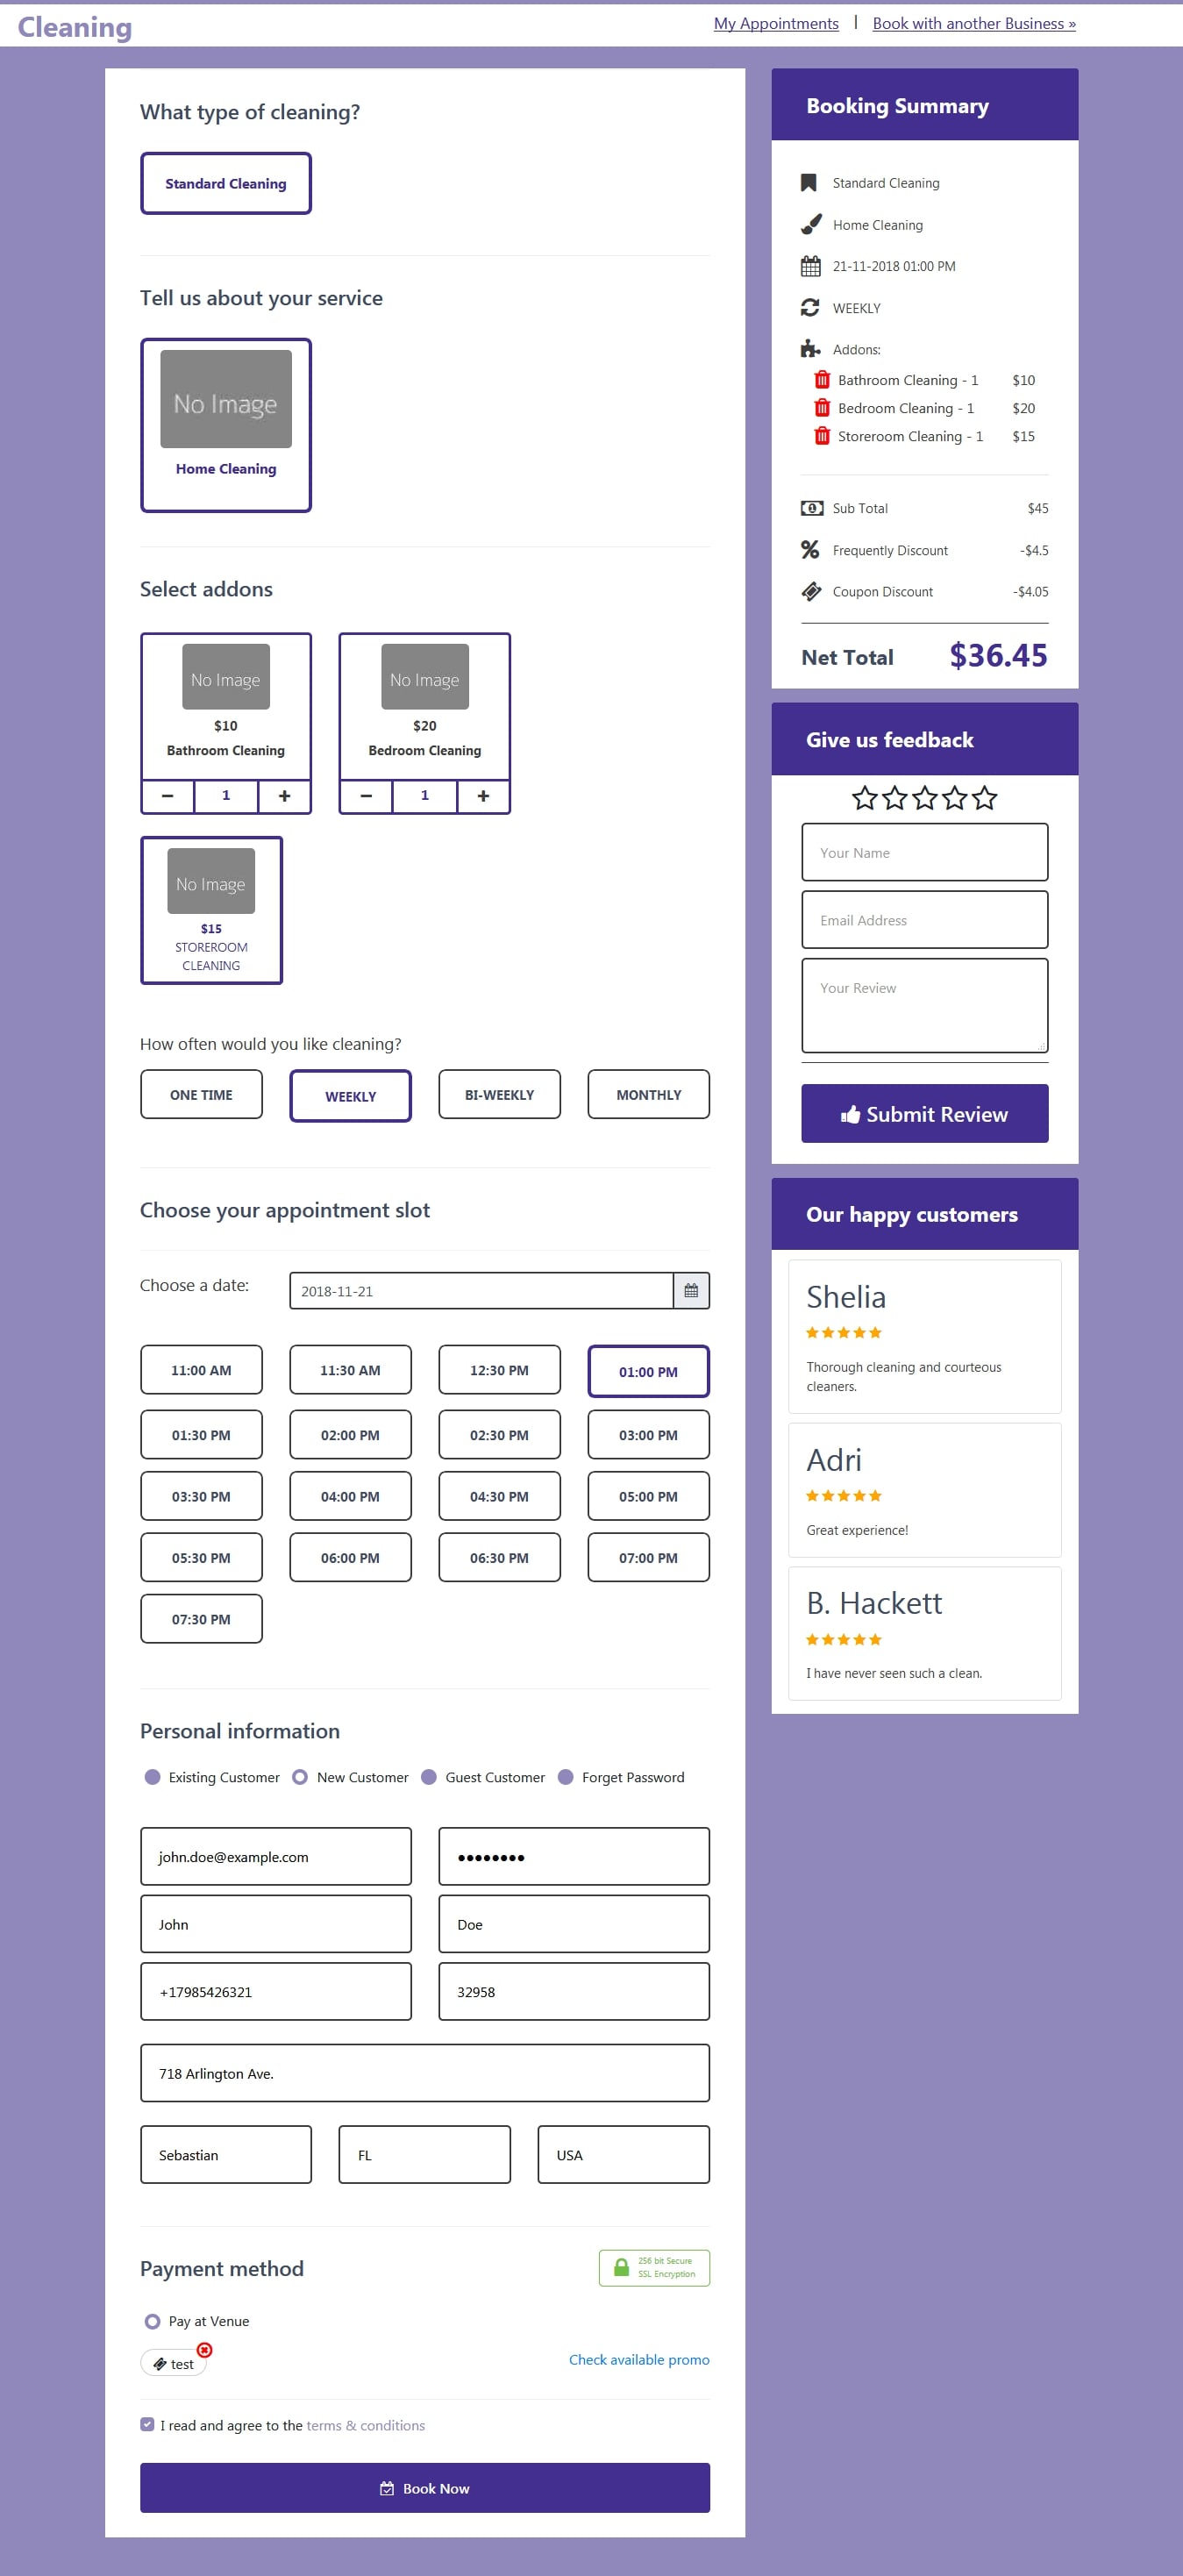 Cleaning
My Appointments | Book with another Business »
What type of cleaning?
Standard Cleaning
Tell us about your service
No Image
Home Cleaning
Select addons
No Image
$10
Bathroom Cleaning
− 1 +
No Image
$20
Bedroom Cleaning
− 1 +
No Image
$15
STOREROOM
CLEANING
How often would you like cleaning?
ONE TIME WEEKLY BI-WEEKLY MONTHLY
Choose your appointment slot
Choose a date: 2018-11-21
11:00 AM 11:30 AM 12:30 PM 01:00 PM
01:30 PM 02:00 PM 02:30 PM 03:00 PM
03:30 PM 04:00 PM 04:30 PM 05:00 PM
05:30 PM 06:00 PM 06:30 PM 07:00 PM
07:30 PM
Personal information
Existing Customer New Customer Guest Customer Forget Password
john.doe@example.com ••••••••
John Doe
+17985426321 32958
718 Arlington Ave.
Sebastian FL USA
Payment method
256 bit Secure
SSL Encryption
Pay at Venue
test
Check available promo
I read and agree to the terms & conditions
Book Now
Booking Summary
Standard Cleaning
Home Cleaning
21-11-2018 01:00 PM
WEEKLY
Addons:
Bathroom Cleaning - 1 $10
Bedroom Cleaning - 1 $20
Storeroom Cleaning - 1 $15
Sub Total $45
Frequently Discount -$4.5
Coupon Discount -$4.05
Net Total $36.45
Give us feedback
Your Name
Email Address
Your Review
Submit Review
Our happy customers
Shelia
Thorough cleaning and courteous
cleaners.
Adri
Great experience!
B. Hackett
I have never seen such a clean.